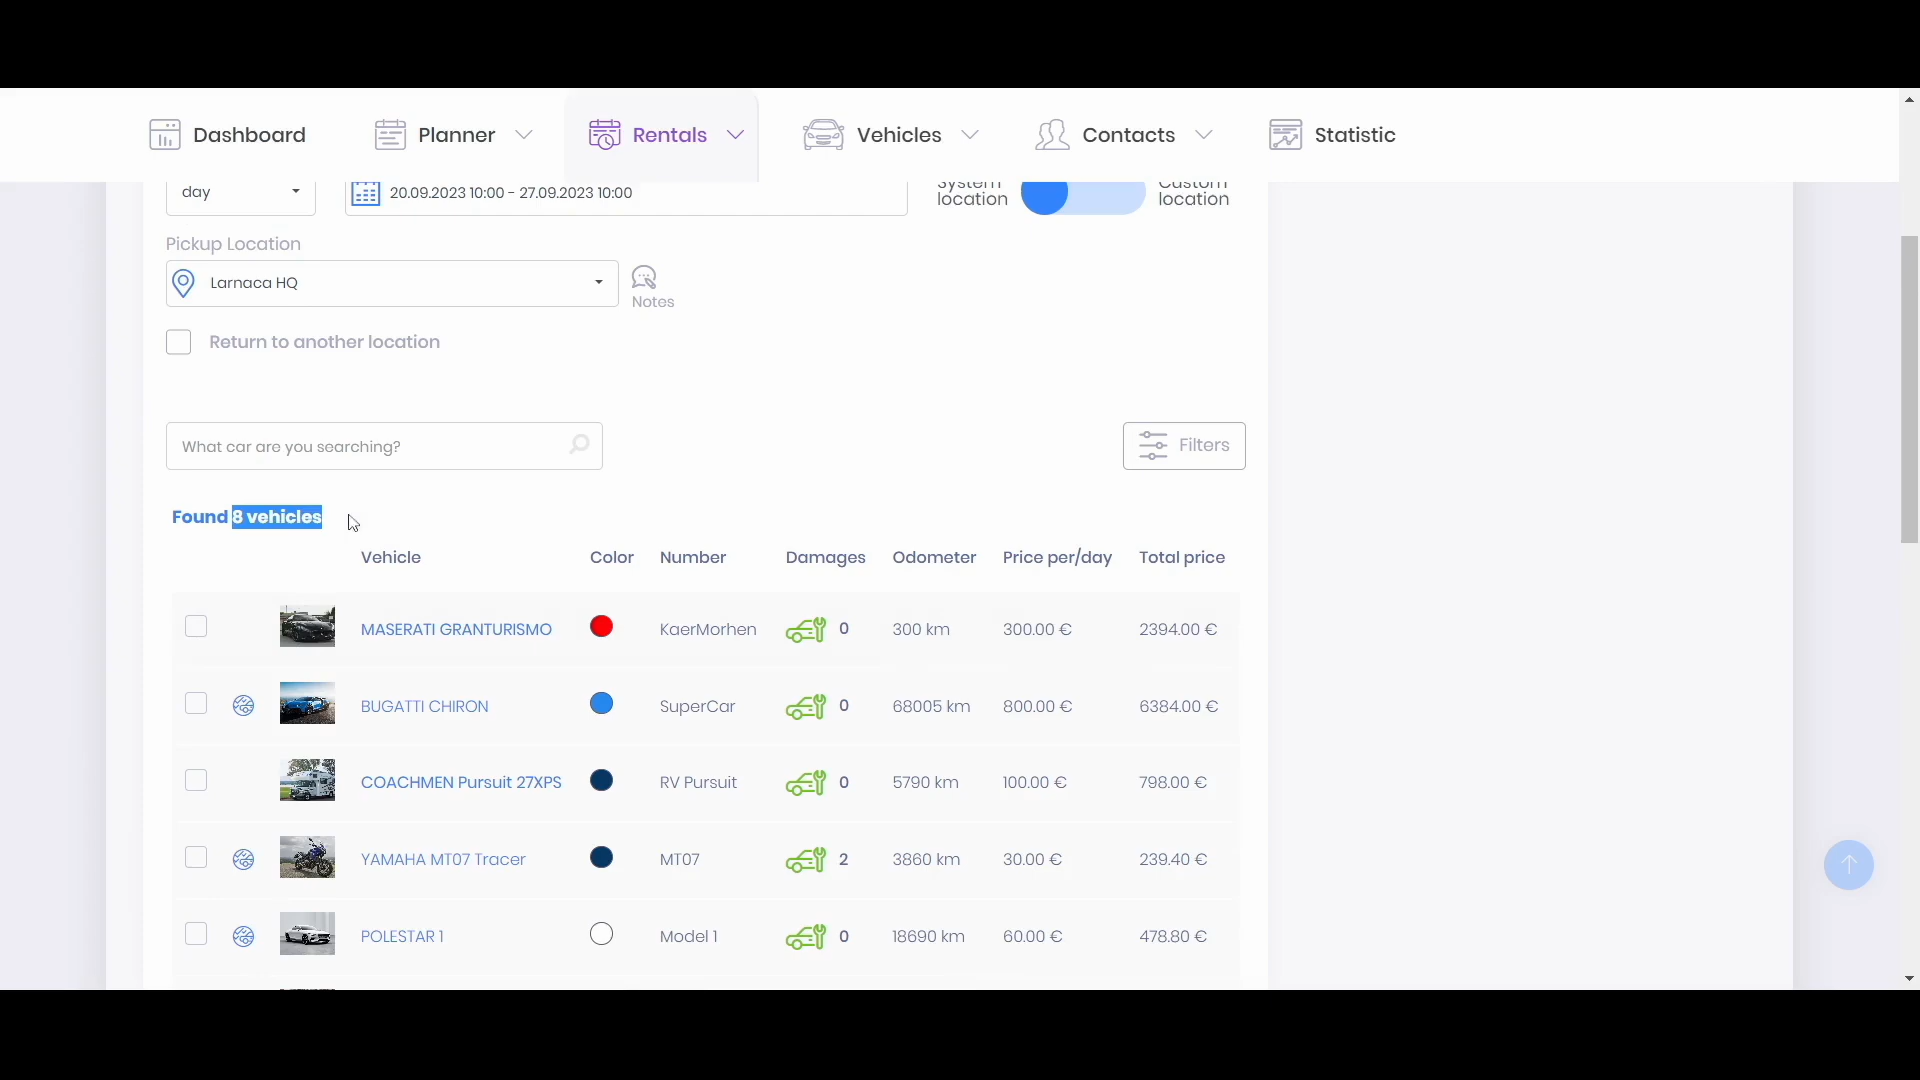 Dashboard Planner Rentals Vehicles Contacts Statistic
day 20.09.2023 10:00 - 27.09.2023 10:00 System location Custom location
Pickup Location
Larnaca HQ
Notes
Return to another location
What car are you searching? Filters
Found 8 vehicles
Vehicle Color Number Damages Odometer Price per/day Total price
MASERATI GRANTURISMO KaerMorhen 0 300 km 300.00 € 2394.00 €
BUGATTI CHIRON SuperCar 0 68005 km 800.00 € 6384.00 €
COACHMEN Pursuit 27XPS RV Pursuit 0 5790 km 100.00 € 798.00 €
YAMAHA MT07 Tracer MT07 2 3860 km 30.00 € 239.40 €
POLESTAR 1 Model 1 0 18690 km 60.00 € 478.80 €